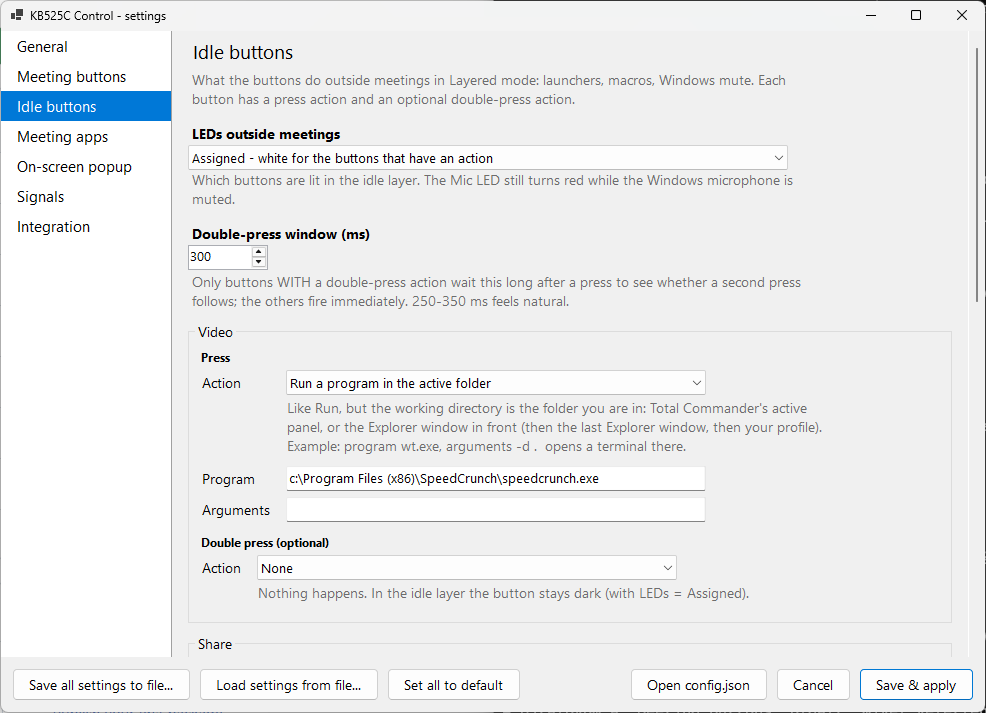 KB525C Control - settings
General
Meeting buttons
Idle buttons
Meeting apps
On-screen popup
Signals
Integration
Idle buttons
What the buttons do outside meetings in Layered mode: launchers, macros, Windows mute. Each
button has a press action and an optional double-press action.
LEDs outside meetings
Assigned - white for the buttons that have an action
Which buttons are lit in the idle layer. The Mic LED still turns red while the Windows microphone is
muted.
Double-press window (ms)
300
Only buttons WITH a double-press action wait this long after a press to see whether a second press
follows; the others fire immediately. 250-350 ms feels natural.
Video
Press
Action
Run a program in the active folder
Like Run, but the working directory is the folder you are in: Total Commander's active
panel, or the Explorer window in front (then the last Explorer window, then your profile).
Example: program wt.exe, arguments -d . opens a terminal there.
Program
c:\Program Files (x86)\SpeedCrunch\speedcrunch.exe
Arguments
Double press (optional)
Action
None
Nothing happens. In the idle layer the button stays dark (with LEDs = Assigned).
Share
Save all settings to file...
Load settings from file...
Set all to default
Open config.json
Cancel
Save & apply